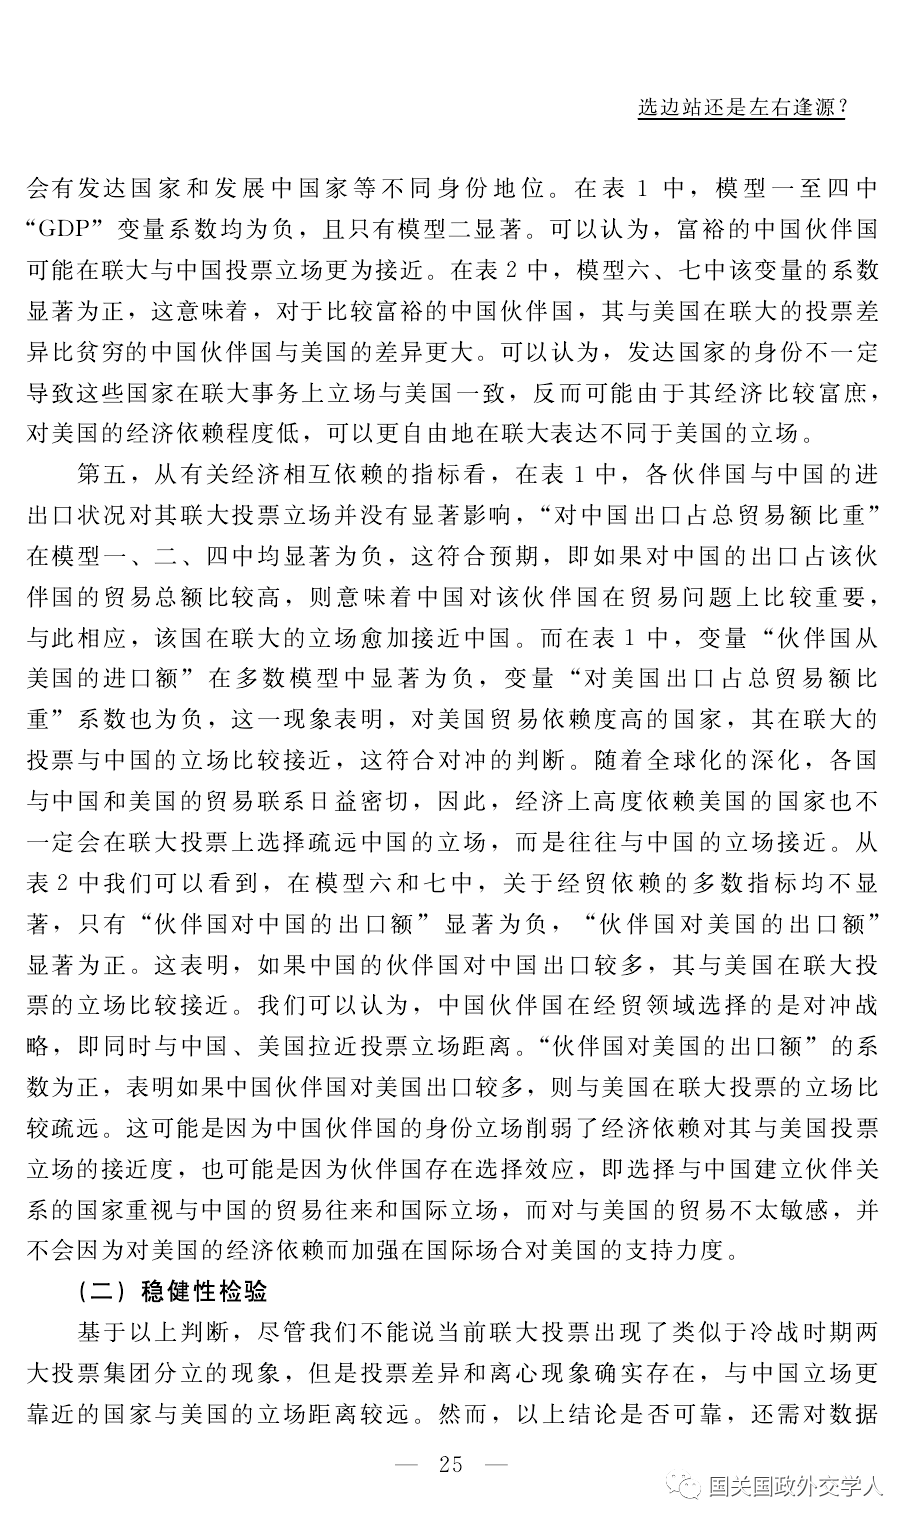 选边站还是左右逢源？
会有发达国家和发展中国家等不同身份地位。在表 1 中，模型一至四中
“GDP”变量系数均为负，且只有模型二显著。可以认为，富裕的中国伙伴国
可能在联大与中国投票立场更为接近。在表 2 中，模型六、七中该变量的系数
显著为正，这意味着，对于比较富裕的中国伙伴国，其与美国在联大的投票差
异比贫穷的中国伙伴国与美国的差异更大。可以认为，发达国家的身份不一定
导致这些国家在联大事务上立场与美国一致，反而可能由于其经济比较富庶，
对美国的经济依赖程度低，可以更自由地在联大表达不同于美国的立场。
第五，从有关经济相互依赖的指标看，在表 1 中，各伙伴国与中国的进
出口状况对其联大投票立场并没有显著影响，“对中国出口占总贸易额比重”
在模型一、二、四中均显著为负，这符合预期，即如果对中国的出口占该伙
伴国的贸易总额比较高，则意味着中国对该伙伴国在贸易问题上比较重要，
与此相应，该国在联大的立场愈加接近中国。而在表 1 中，变量“伙伴国从
美国的进口额”在多数模型中显著为负，变量“对美国出口占总贸易额比
重”系数也为负，这一现象表明，对美国贸易依赖度高的国家，其在联大的
投票与中国的立场比较接近，这符合对冲的判断。随着全球化的深化，各国
与中国和美国的贸易联系日益密切，因此，经济上高度依赖美国的国家也不
一定会在联大投票上选择疏远中国的立场，而是往往与中国的立场接近。从
表 2 中我们可以看到，在模型六和七中，关于经贸依赖的多数指标均不显
著，只有“伙伴国对中国的出口额”显著为负，“伙伴国对美国的出口额”
显著为正。这表明，如果中国的伙伴国对中国出口较多，其与美国在联大投
票的立场比较接近。我们可以认为，中国伙伴国在经贸领域选择的是对冲战
略，即同时与中国、美国拉近投票立场距离。“伙伴国对美国的出口额”的系
数为正，表明如果中国伙伴国对美国出口较多，则与美国在联大投票的立场比
较疏远。这可能是因为中国伙伴国的身份立场削弱了经济依赖对其与美国投票
立场的接近度，也可能是因为伙伴国存在选择效应，即选择与中国建立伙伴关
系的国家重视与中国的贸易往来和国际立场，而对与美国的贸易不太敏感，并
不会因为对美国的经济依赖而加强在国际场合对美国的支持力度。
（二）稳健性检验
基于以上判断，尽管我们不能说当前联大投票出现了类似于冷战时期两
大投票集团分立的现象，但是投票差异和离心现象确实存在，与中国立场更
靠近的国家与美国的立场距离较远。然而，以上结论是否可靠，还需对数据
— 25 —
国关国政外交学人